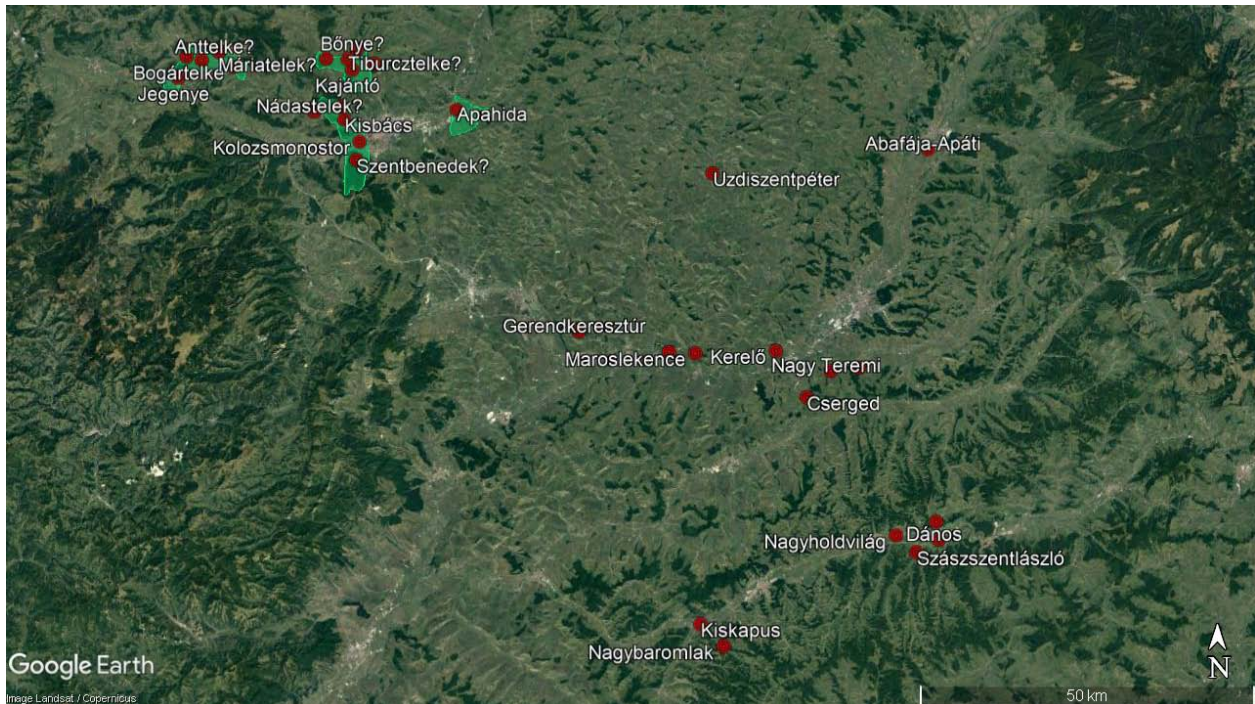 Anttelke?
Bőnye?
Máriatelek?
Tiburcztelke?
Bogártelke
Jegenye
Kajántó
Nádastelek?
Kisbács
Apahida
Kolozsmonostor
Szentbenedek?
Abafája-Apáti
Uzdiszentpéter
Gerendkeresztúr
Maroslekence
Kerelő
Nagy Teremi
Cserged
Nagyholdvilág
Dános
Szászszentlászló
Kiskapus
Nagybaromlak
N
Google Earth
Image Landsat / Copernicus
50 km